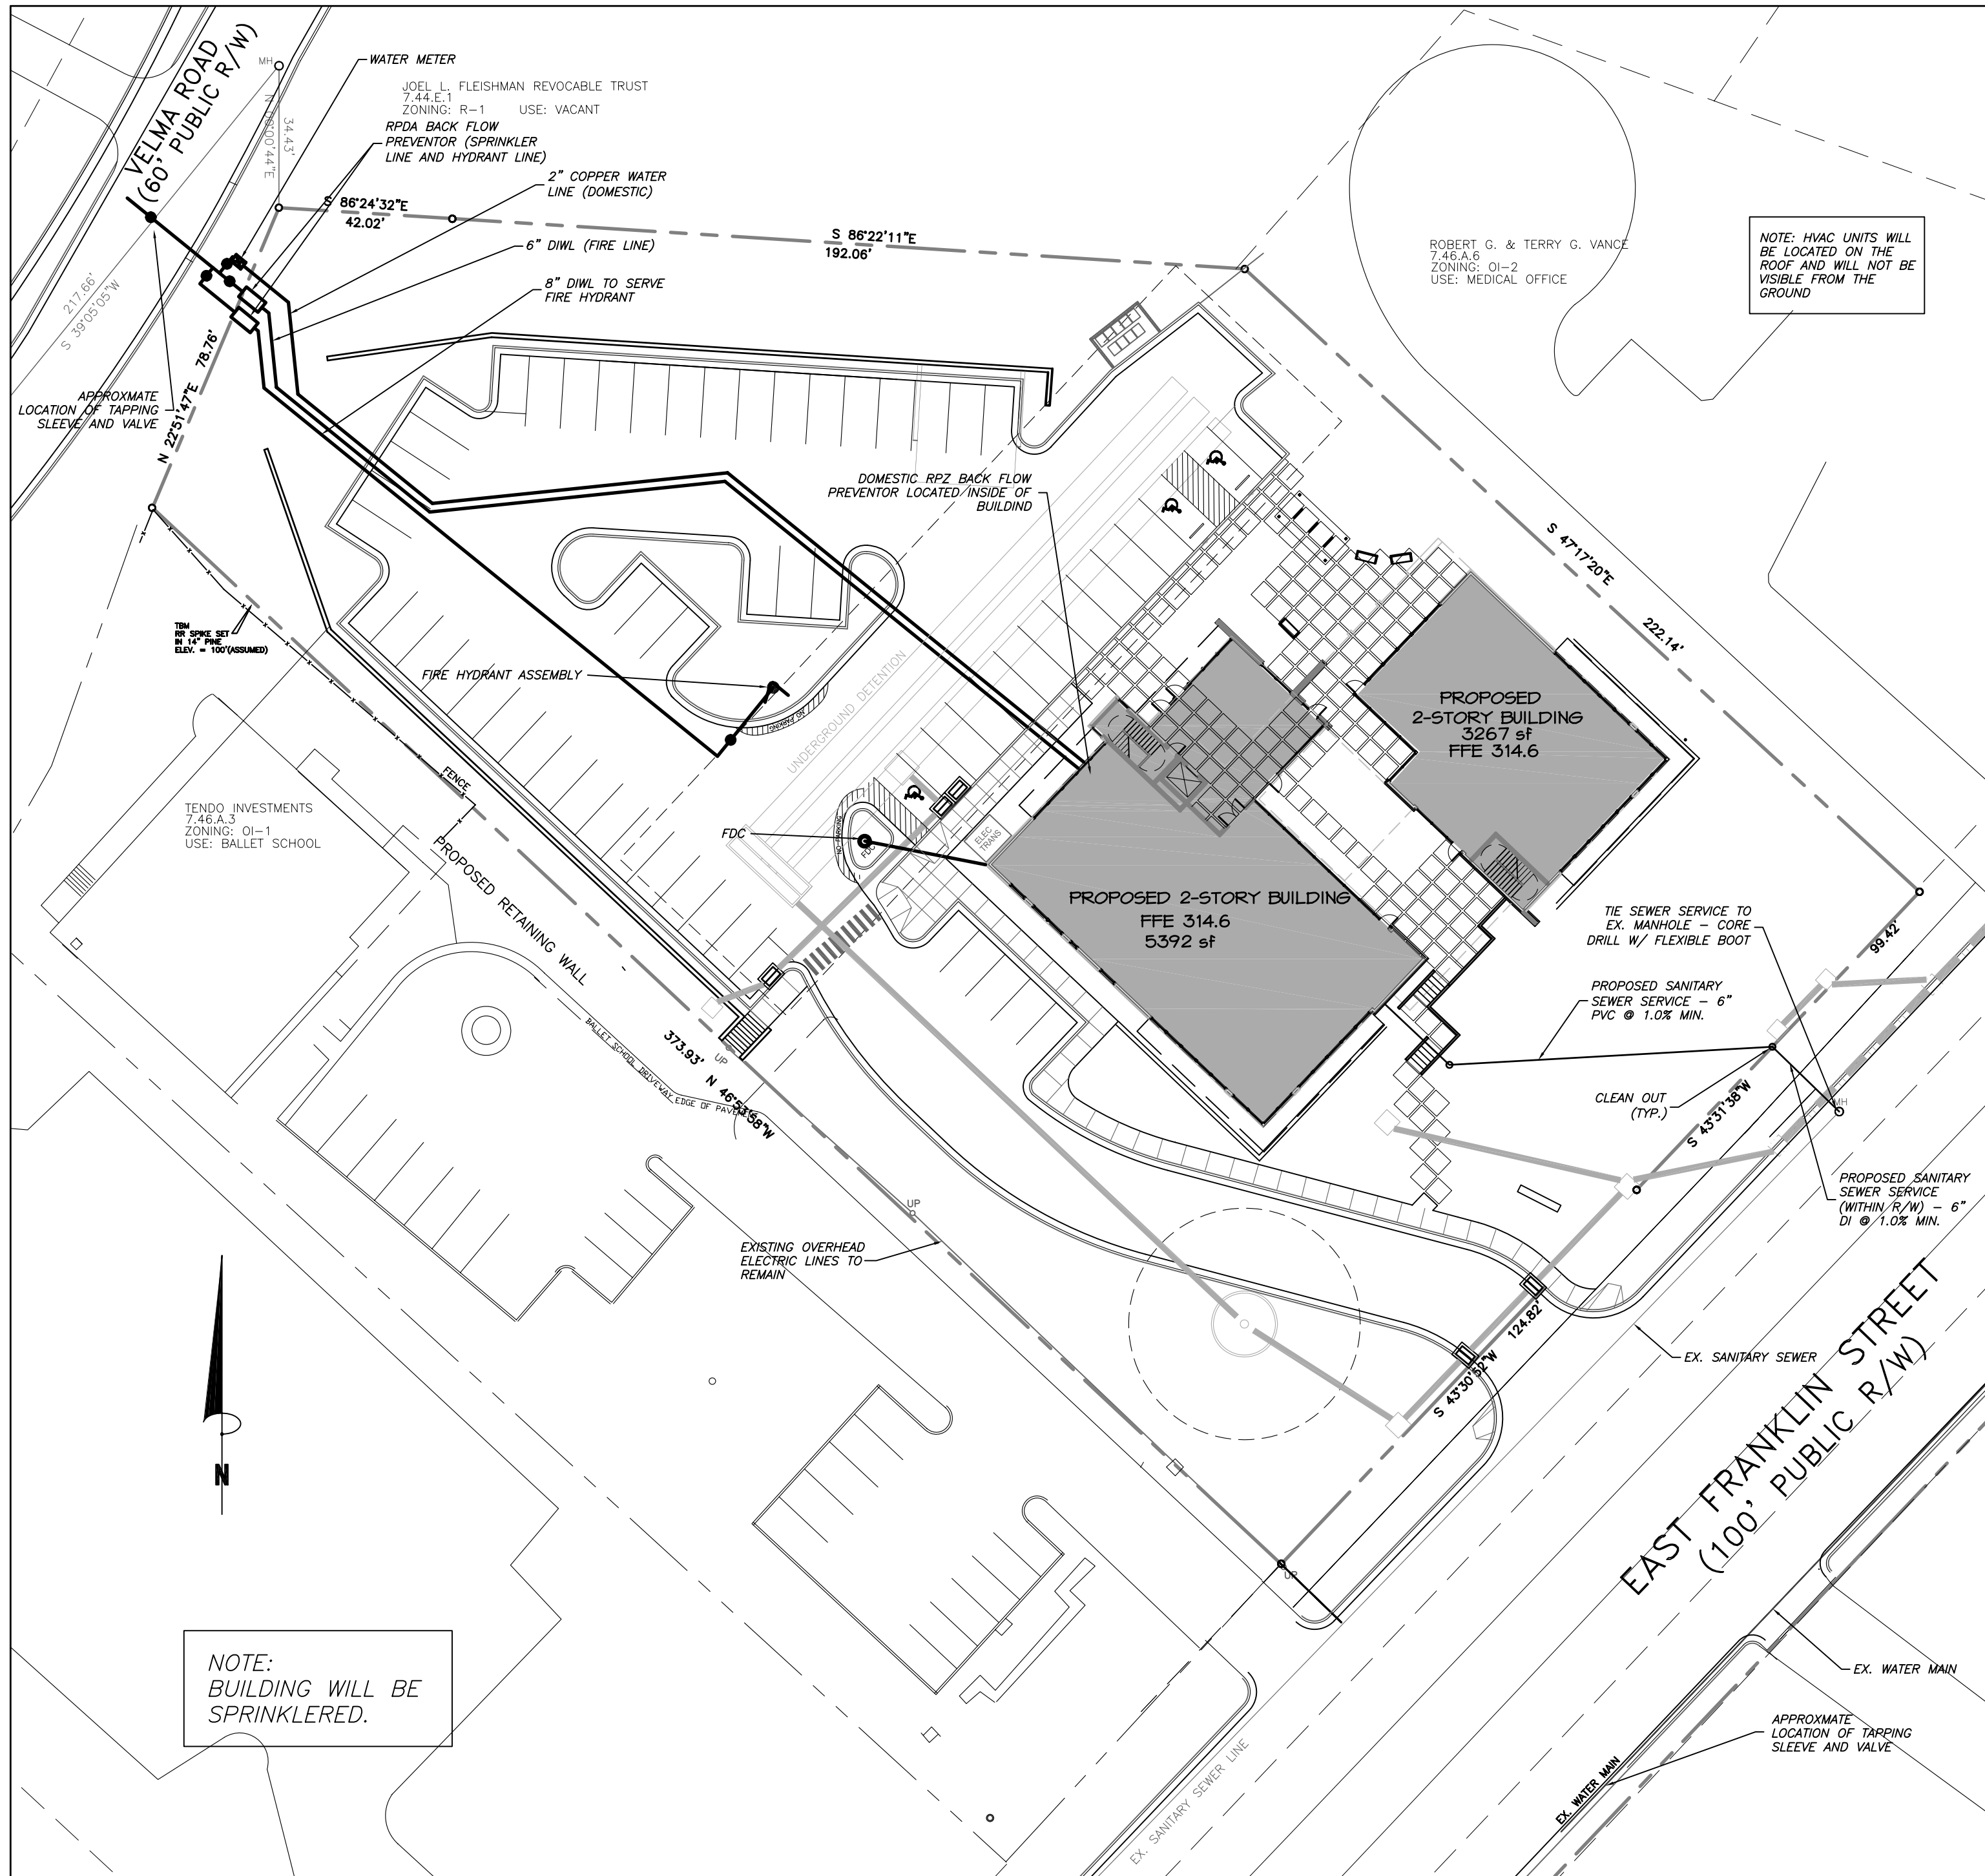 VELMA ROAD
(60' PUBLIC R/W)
MH
34.43'
WATER METER
JOEL L. FLEISHMAN REVOCABLE TRUST
7.44.E.1
ZONING: R-1 USE: VACANT
RPDA BACK FLOW
PREVENTOR (SPRINKLER
LINE AND HYDRANT LINE)
2" COPPER WATER
LINE (DOMESTIC)
S 86°24'32"E
42.02'
6" DIWL (FIRE LINE)
8" DIWL TO SERVE
FIRE HYDRANT
S 86°22'11"E
192.06'
ROBERT G. & TERRY G. VANCE
7.46.A.6
ZONING: OI-2
USE: MEDICAL OFFICE
NOTE: HVAC UNITS WILL
BE LOCATED ON THE
ROOF AND WILL NOT BE
VISIBLE FROM THE
GROUND
217.66'
S 39°05'05"W
N 22°51'47"E 78.76'
APPROXMATE
LOCATION OF TAPPING
SLEEVE AND VALVE
DOMESTIC RPZ BACK FLOW
PREVENTOR LOCATED INSIDE OF
BUILDIND
S 47°17'20"E
222.14'
TBM
RR SPIKE SET
IN 14" PINE
ELEV. = 100'(ASSUMED)
FIRE HYDRANT ASSEMBLY
NO PARKING
UNDERGROUND DETENTION
PROPOSED
2-STORY BUILDING
3267 sf
FFE 314.6
FENCE
TENDO INVESTMENTS
7.46.A.3
ZONING: OI-1
USE: BALLET SCHOOL
PROPOSED RETAINING WALL
FDC
NO PARKING
FDC
ELEC
TRANS
PROPOSED 2-STORY BUILDING
FFE 314.6
5392 sf
TIE SEWER SERVICE TO
EX. MANHOLE - CORE
DRILL W/ FLEXIBLE BOOT
99.42'
PROPOSED SANITARY
SEWER SERVICE - 6"
PVC @ 1.0% MIN.
373.93'
UP
N 46°53'58"W
BALLET SCHOOL DRIVEWAY EDGE OF
CLEAN OUT
(TYP.)
S 43°31'38"W
MH
PROPOSED SANITARY
SEWER SERVICE
(WITHIN R/W) - 6"
DI @ 1.0% MIN.
UP
EXISTING OVERHEAD
ELECTRIC LINES TO
REMAIN
124.82'
S 43°30'52"W
EX. SANITARY SEWER
EAST FRANKLIN STREET
(100' PUBLIC R/W)
N
UP
NOTE:
BUILDING WILL BE
SPRINKLERED.
EX. WATER MAIN
APPROXMATE
LOCATION OF TAPPING
SLEEVE AND VALVE
EX. WATER MAIN
EX. SANITARY SEWER LINE